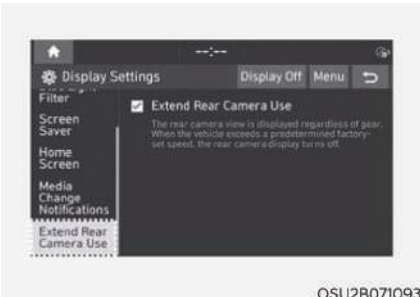 --:--
Display Settings
Display Off
Menu
Filter
Screen
Saver
Home
Screen
Media
Change
Notifications
Extend Rear
Camera Use
Extend Rear Camera Use
The rear camera view is displayed regardless of gear.
When the vehicle exceeds a predetermined factory-
set speed, the rear camera display turns off.
OSU2B071093